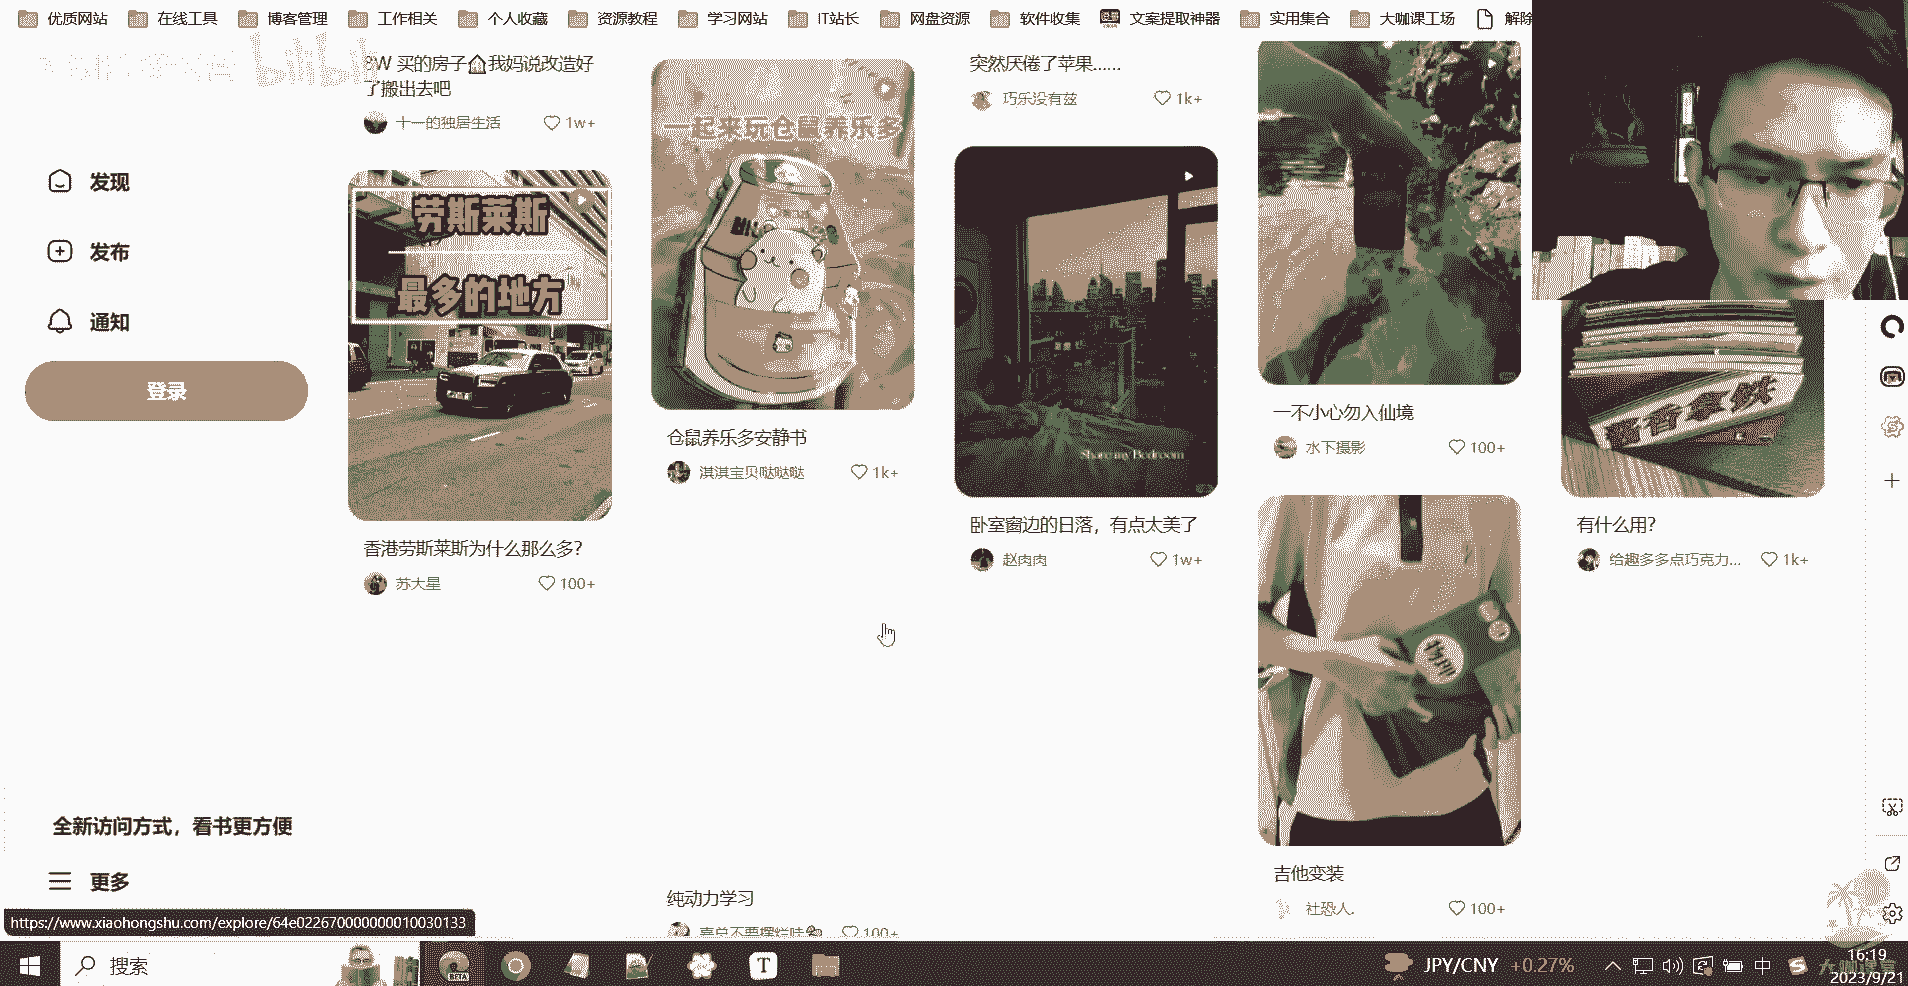 优质网站 在线工具 博客管理 工作相关 个人收藏 资源教程 学习网站 IT站长 网盘资源 软件收集 文案提取神器 实用集合 大咖课工场 解除
bilibili
发现
发布
通知
登录
全新访问方式，看书更方便
更多
8W 买的房子🏠我妈说改造好
了搬出去吧
十一的独居生活 1w+
劳斯莱斯
最多的地方
香港劳斯莱斯为什么那么多？
苏大星 100+
一起来玩仓鼠养乐多
仓鼠养乐多安静书
淇淇宝贝哒哒哒 1k+
纯动力学习
100+
突然厌倦了苹果......
巧乐没有兹 1k+
Share my Bedroom
卧室窗边的日落，有点太美了
赵肉肉 1w+
一不小心勿入仙境
水下摄影 100+
吉他变装
社恐人. 100+
酱香拿铁
有什么用？
给趣多多点巧克力... 1k+
https://www.xiaohongshu.com/explore/64e022670000000010030133
搜索
BETA
T
JPY/CNY +0.27%
中
16:19
2023/9/21